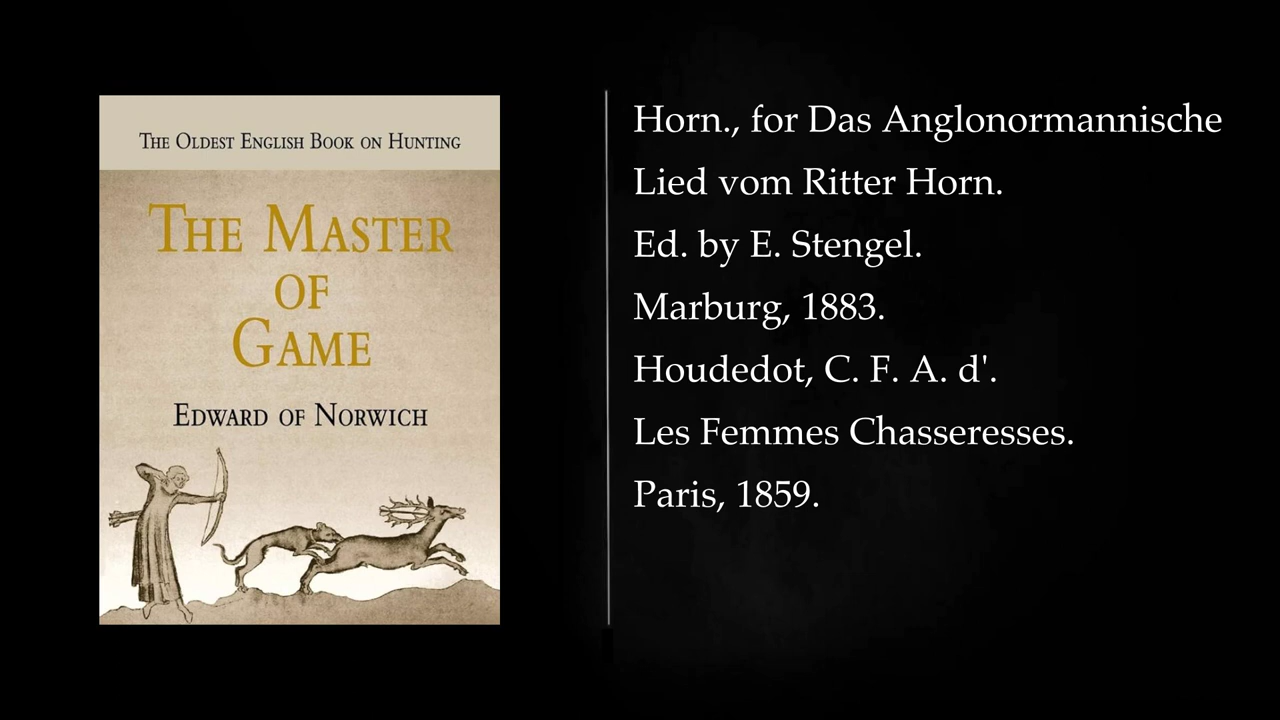 THE OLDEST ENGLISH BOOK ON HUNTING
THE MASTER
OF
GAME
EDWARD OF NORWICH
Horn., for Das Anglonormannische
Lied vom Ritter Horn.
Ed. by E. Stengel.
Marburg, 1883.
Houdedot, C. F. A. d'.
Les Femmes Chasseresses.
Paris, 1859.